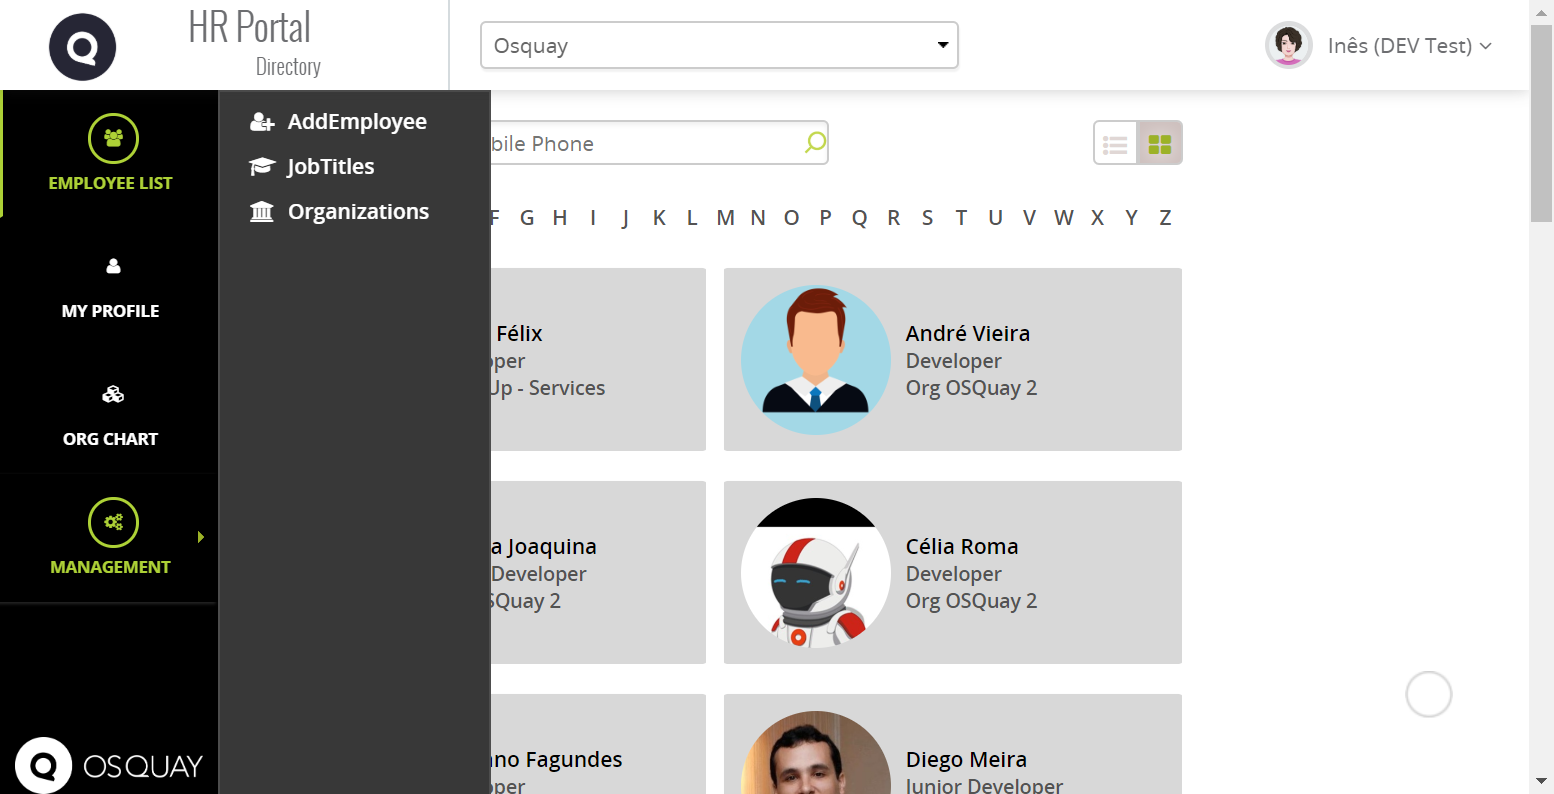 HR Portal
Directory
Osquay
Inês (DEV Test)
EMPLOYEE LIST
MY PROFILE
ORG CHART
MANAGEMENT
OSQUAY
AddEmployee
JobTitles
Organizations
bile Phone
F G H I J K L M N O P Q R S T U V W X Y Z
Félix
oper
Up - Services
André Vieira
Developer
Org OSQuay 2
a Joaquina
Developer
SQuay 2
Célia Roma
Developer
Org OSQuay 2
no Fagundes
oper
Diego Meira
Junior Developer